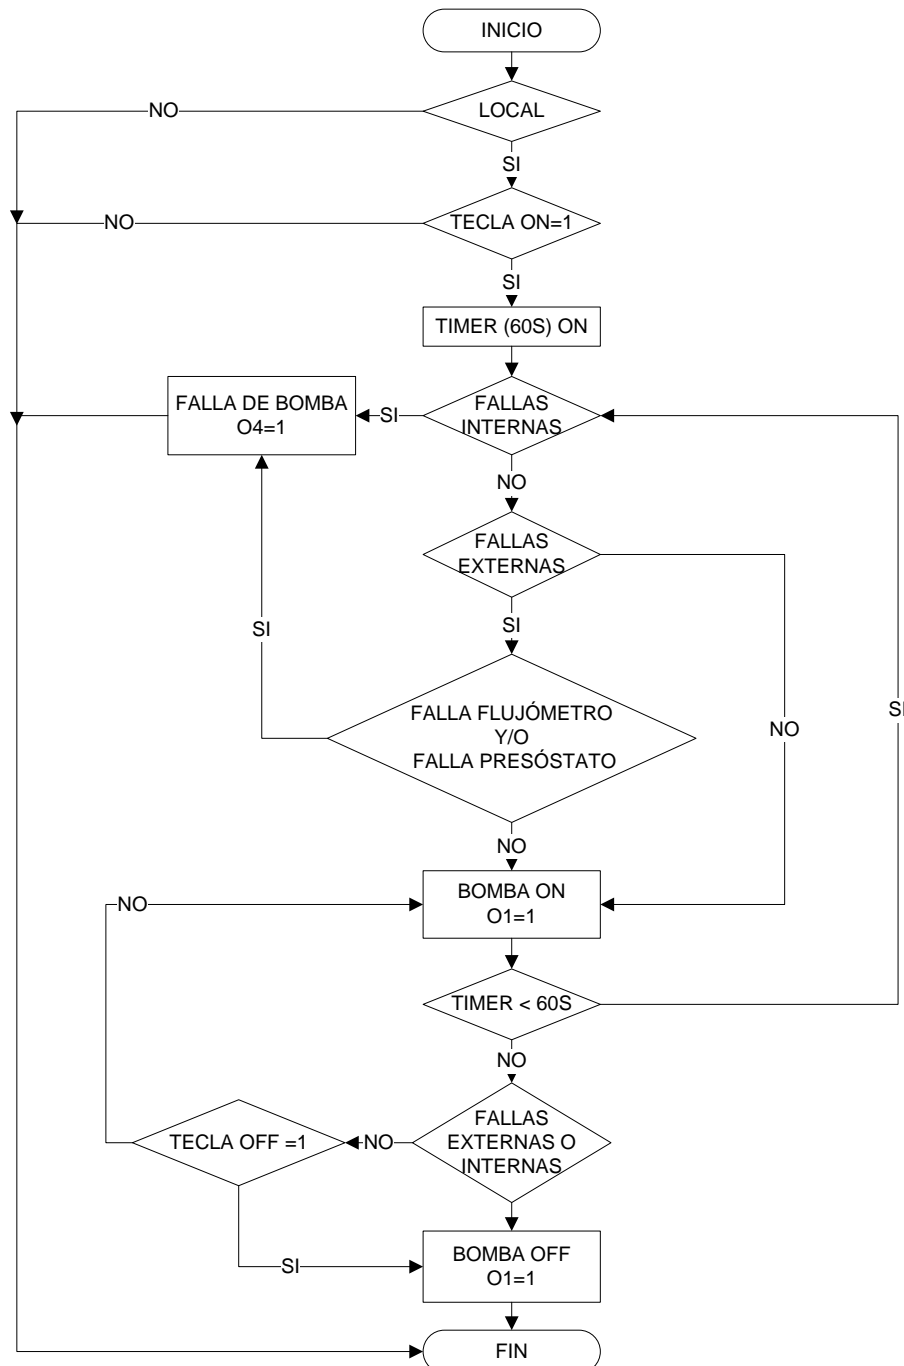 INICIO
LOCAL
NO
SI
TECLA ON=1
NO
SI
TIMER (60S) ON
FALLA DE BOMBA
O4=1
SI
FALLAS
INTERNAS
NO
FALLAS
EXTERNAS
SI
SI
FALLA FLUJÓMETRO
Y/O
FALLA PRESÓSTATO
NO
SI
NO
BOMBA ON
O1=1
NO
TIMER < 60S
NO
FALLAS
EXTERNAS O
INTERNAS
NO
TECLA OFF =1
SI
BOMBA OFF
O1=1
FIN